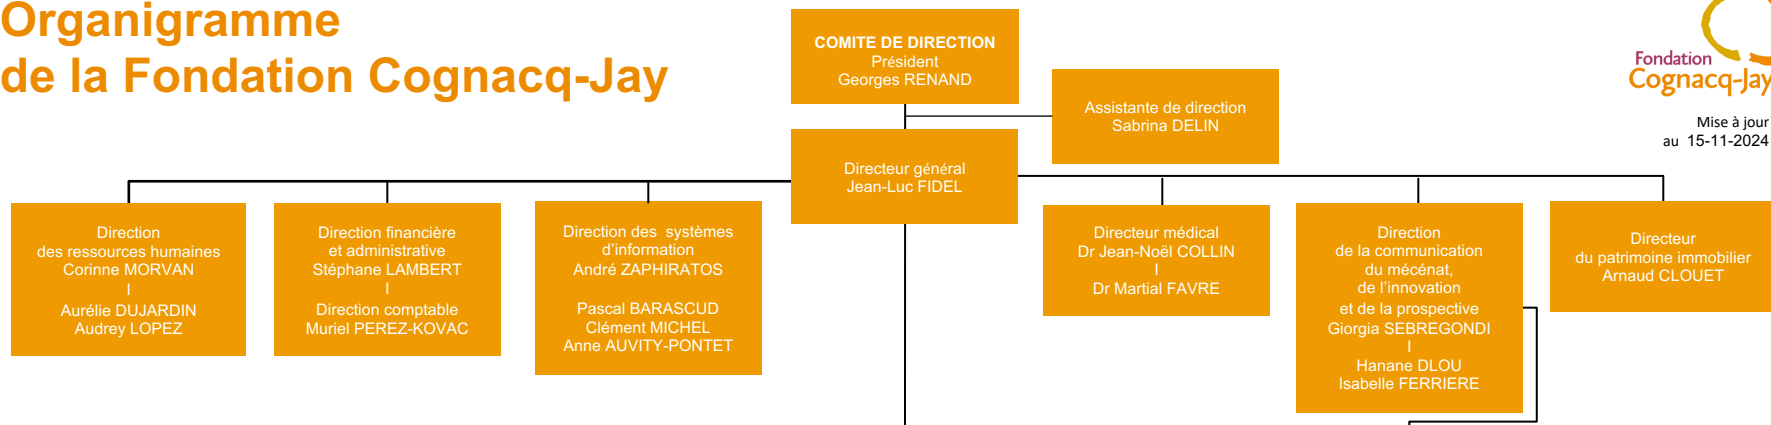 Organigramme
de la Fondation Cognacq-Jay
COMITE DE DIRECTION
Président
Georges RENAND
Assistante de direction
Sabrina DELIN
Fondation
Cognacq-Jay
Mise à jour
au 15-11-2024
Directeur général
Jean-Luc FIDEL
Direction
des ressources humaines
Corinne MORVAN
I
Aurélie DUJARDIN
Audrey LOPEZ
Direction financière
et administrative
Stéphane LAMBERT
I
Direction comptable
Muriel PEREZ-KOVAC
Direction des systèmes
d’information
André ZAPHIRATOS
Pascal BARASCUD
Clément MICHEL
Anne AUVITY-PONTET
Directeur médical
Dr Jean-Noël COLLIN
I
Dr Martial FAVRE
Direction
de la communication
du mécénat,
de l’innovation
et de la prospective
Giorgia SEBREGONDI
I
Hanane DLOU
Isabelle FERRIERE
Directeur
du patrimoine immobilier
Arnaud CLOUET